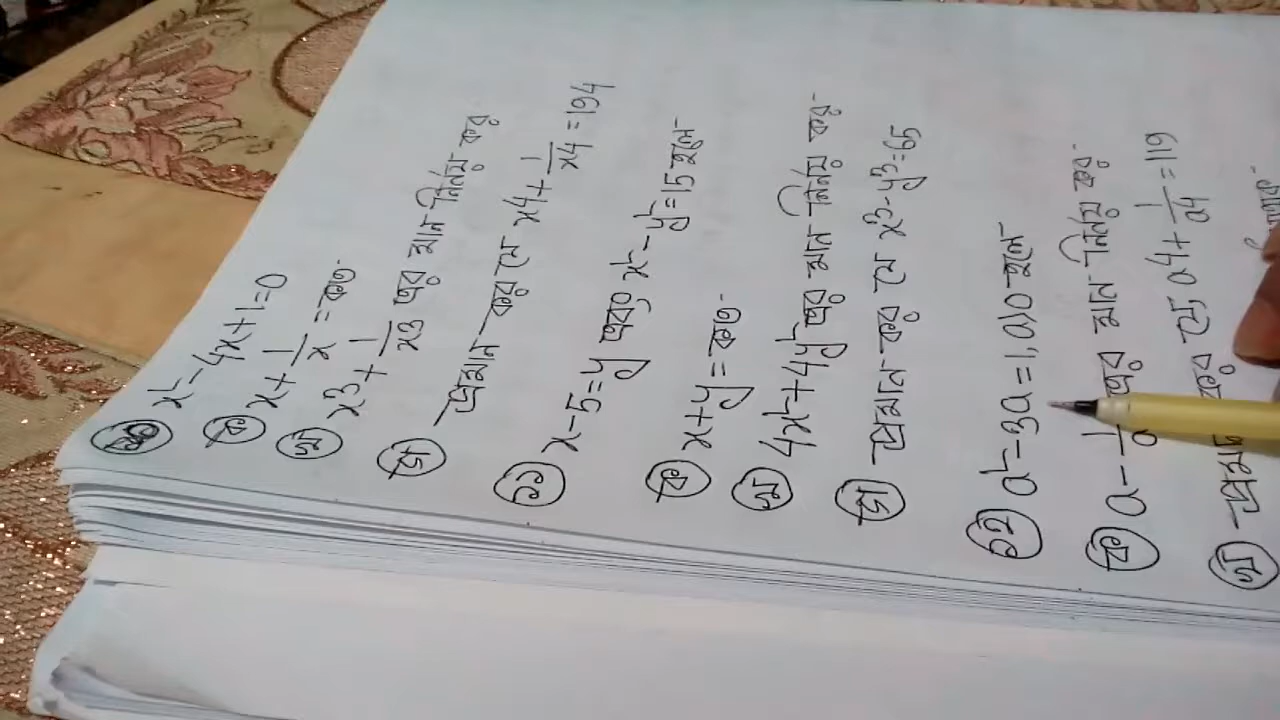 ১০ x²-4x+1=0
ক x+1/x=কত
খ x3+1/x3 এর মান নির্ণয় কর
গ প্রমান কর যে x4+1/x4=194
১১ x-5=y এবং x²-y²=15 হলে
ক x+y=কত
খ 4x²+4y² এর মান নির্ণয় কর
গ প্রমান কর যে x3-y3=65
১২ a²-3a=1, a>0 হলে
ক a-1/a এর মান নির্ণয় কর
খ কর যে, a4+1/a4=119